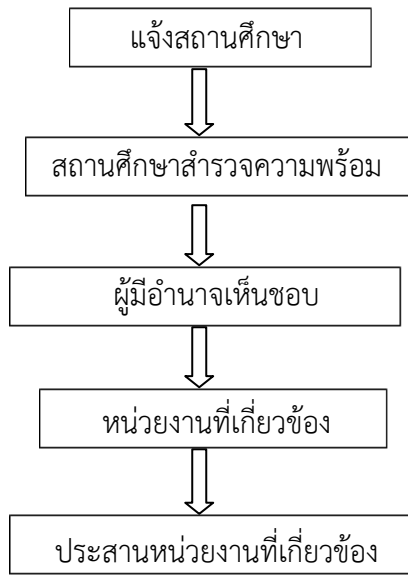 แจ้งสถานศึกษา
สถานศึกษาสำรวจความพร้อม
ผู้มีอำนาจเห็นชอบ
หน่วยงานที่เกี่ยวข้อง
ประสานหน่วยงานที่เกี่ยวข้อง